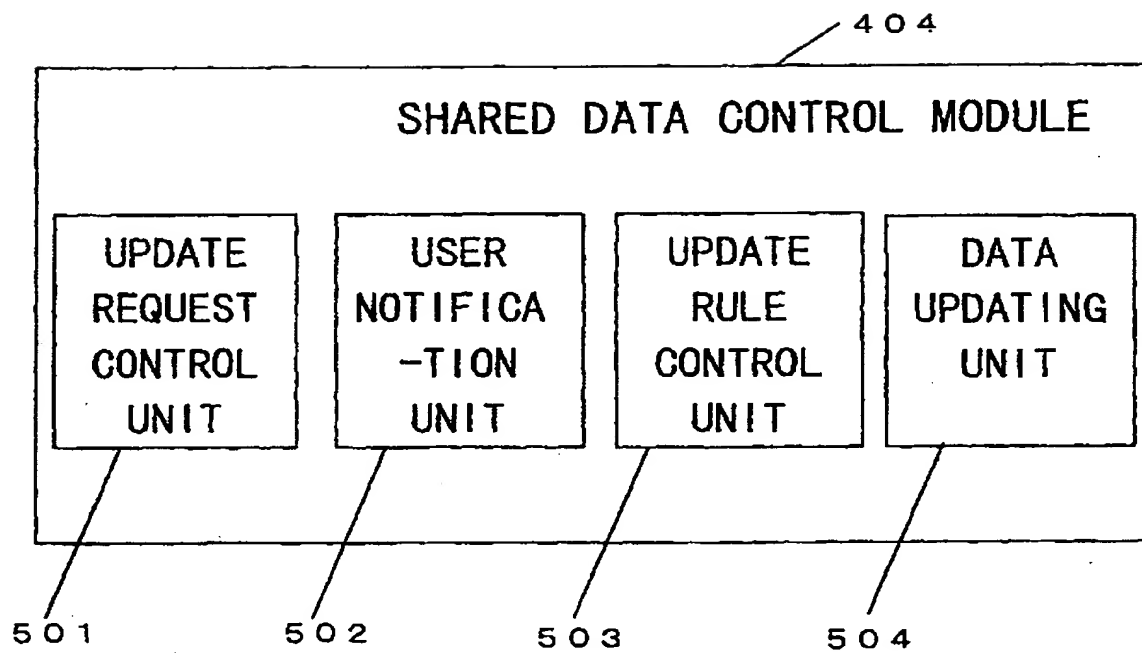 404
SHARED DATA CONTROL MODULE
UPDATE
REQUEST
CONTROL
UNIT
USER
NOTIFICA
-TION
UNIT
UPDATE
RULE
CONTROL
UNIT
DATA
UPDATING
UNIT
501
502
503
504